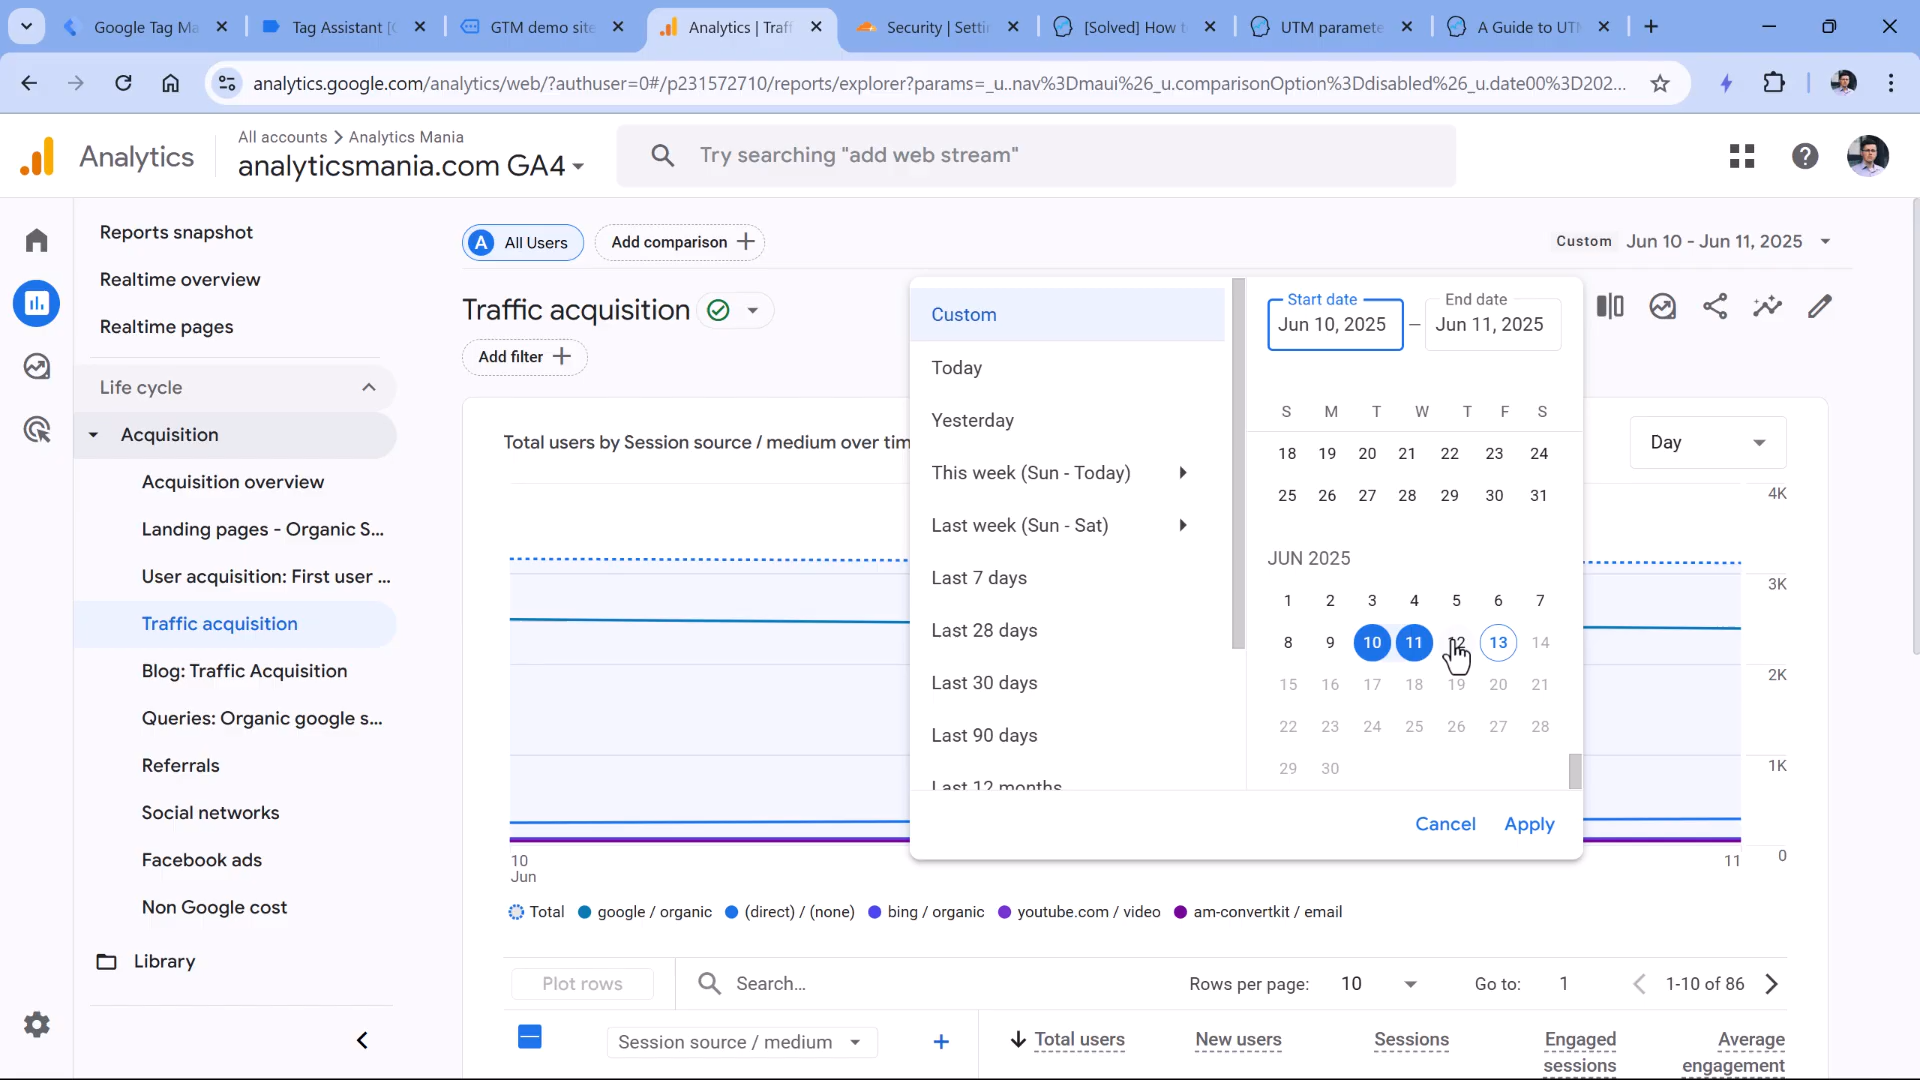 Google Tag Ma
Tag Assistant [C
GTM demo site
Analytics | Traff
Security | Settin
[Solved] How t
UTM paramete
A Guide to UTM
analytics.google.com/analytics/web/?authuser=0#/p231572710/reports/explorer?params=_u..nav%3Dmaui%26_u.comparisonOption%3Ddisabled%26_u.date00%3D202...
Analytics
All accounts > Analytics Mania
analyticsmania.com GA4
Try searching "add web stream"
Reports snapshot
Realtime overview
Realtime pages
Life cycle
Acquisition
Acquisition overview
Landing pages - Organic S...
User acquisition: First user ...
Traffic acquisition
Blog: Traffic Acquisition
Queries: Organic google s...
Referrals
Social networks
Facebook ads
Non Google cost
Library
A All Users
Add comparison +
Custom Jun 10 - Jun 11, 2025
Traffic acquisition
Add filter +
Total users by Session source / medium over tim
Day
Custom
Today
Yesterday
This week (Sun - Today)
Last week (Sun - Sat)
Last 7 days
Last 28 days
Last 30 days
Last 90 days
Last 12 months
Start date
Jun 10, 2025
–
End date
Jun 11, 2025
S M T W T F S
18 19 20 21 22 23 24
25 26 27 28 29 30 31
JUN 2025
1 2 3 4 5 6 7
8 9 10 11 12 13 14
15 16 17 18 19 20 21
22 23 24 25 26 27 28
29 30
Cancel Apply
4K
3K
2K
1K
0
10
Jun
11
Total google / organic (direct) / (none) bing / organic youtube.com / video am-convertkit / email
Plot rows
Search...
Rows per page: 10
Go to: 1
1-10 of 86
Session source / medium
+
Total users
New users
Sessions
Engaged
sessions
Average
engagement